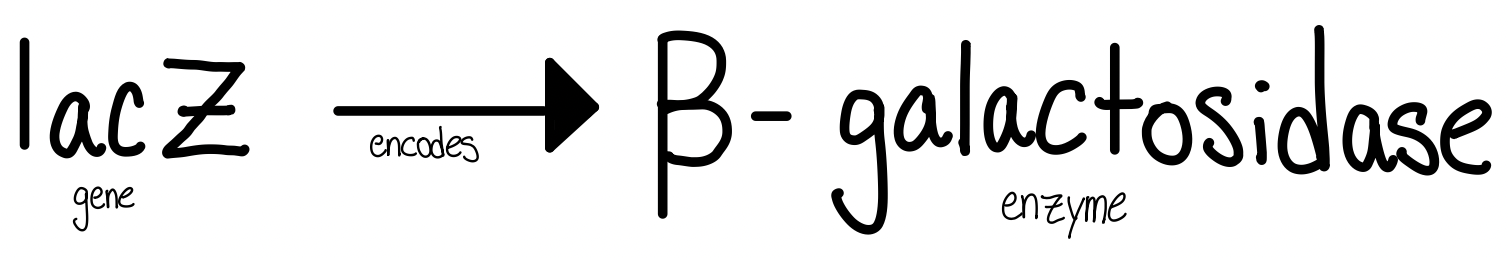 lacZ
encodes
β-galactosidase
gene
enzyme